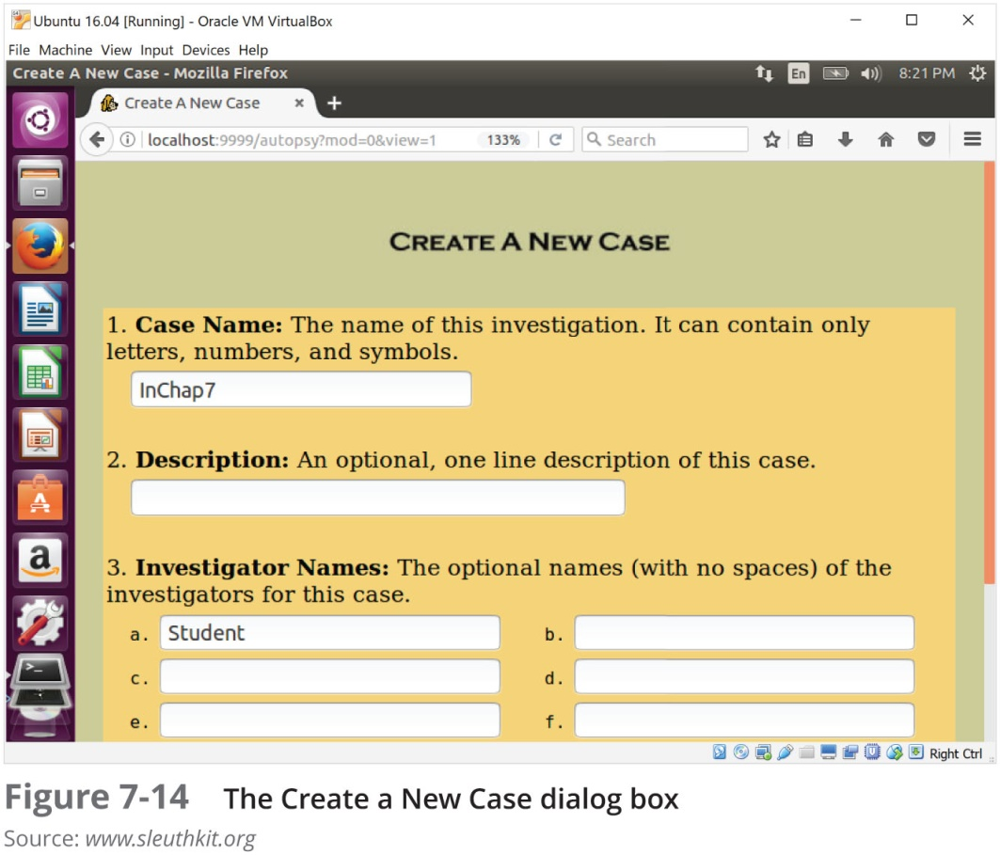 Ubuntu 16.04 [Running] - Oracle VM VirtualBox
File Machine View Input Devices Help
Create A New Case - Mozilla Firefox
En 8:21 PM
Create A New Case × +
localhost:9999/autopsy?mod=0&view=1 133% Search
CREATE A NEW CASE
1. Case Name: The name of this investigation. It can contain only
letters, numbers, and symbols.
InChap7
2. Description: An optional, one line description of this case.
3. Investigator Names: The optional names (with no spaces) of the
investigators for this case.
a. Student b.
c. d.
e. f.
Right Ctrl
Figure 7-14 The Create a New Case dialog box
Source: www.sleuthkit.org